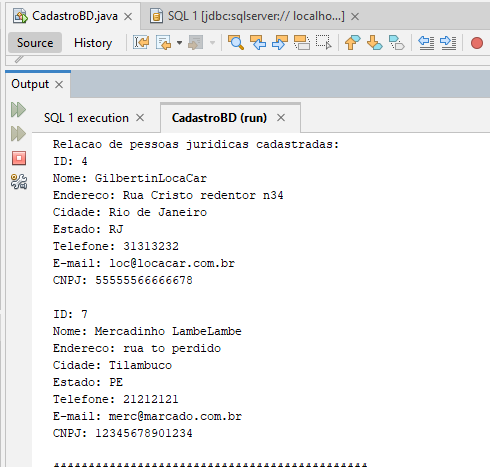 CadastroBD.java × SQL 1 [jdbc:sqlserver:// localho...] ×
Source History
Output ×
SQL 1 execution × CadastroBD (run) ×
Relacao de pessoas juridicas cadastradas:
ID: 4
Nome: GilbertinLocaCar
Endereco: Rua Cristo redentor n34
Cidade: Rio de Janeiro
Estado: RJ
Telefone: 31313232
E-mail: loc@locacar.com.br
CNPJ: 55555566666678
ID: 7
Nome: Mercadinho LambeLambe
Endereco: rua to perdido
Cidade: Tilambuco
Estado: PE
Telefone: 21212121
E-mail: merc@marcado.com.br
CNPJ: 12345678901234